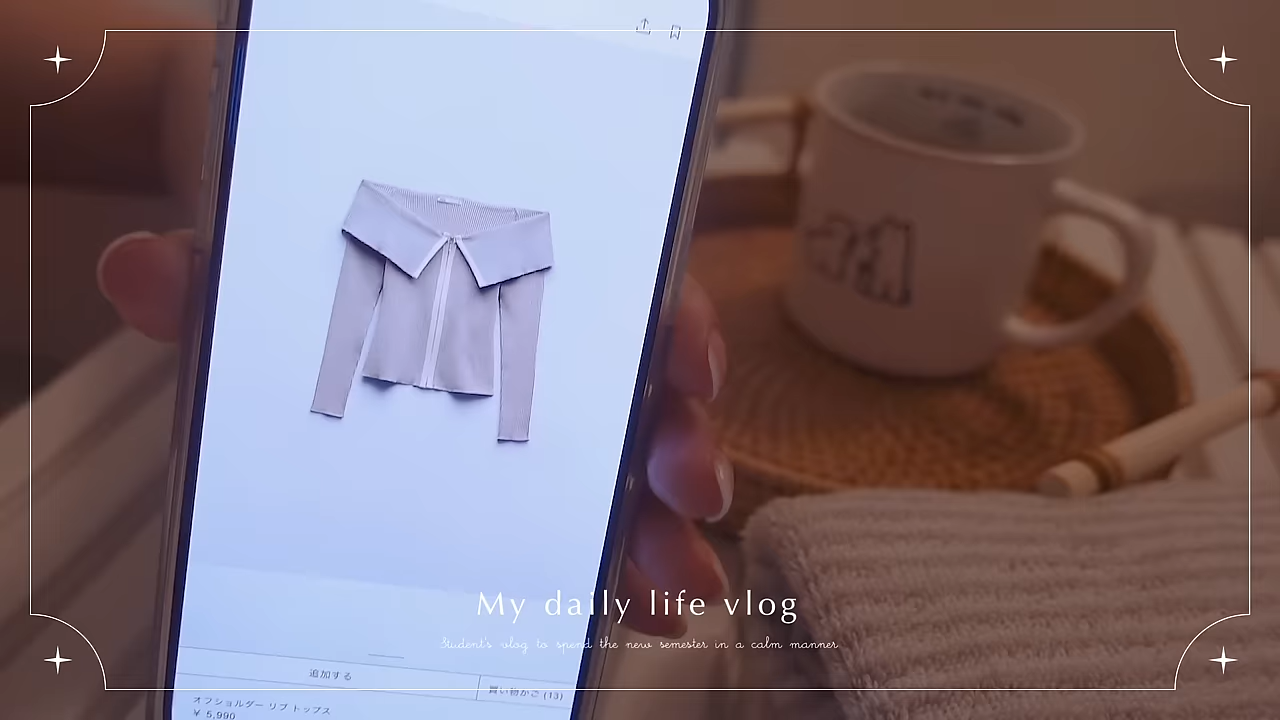 My daily life vlog
Student's vlog to spend the new semester in a calm manner
追加する
買い物かご (13)
オフショルダー リブ トップス
¥ 5,990